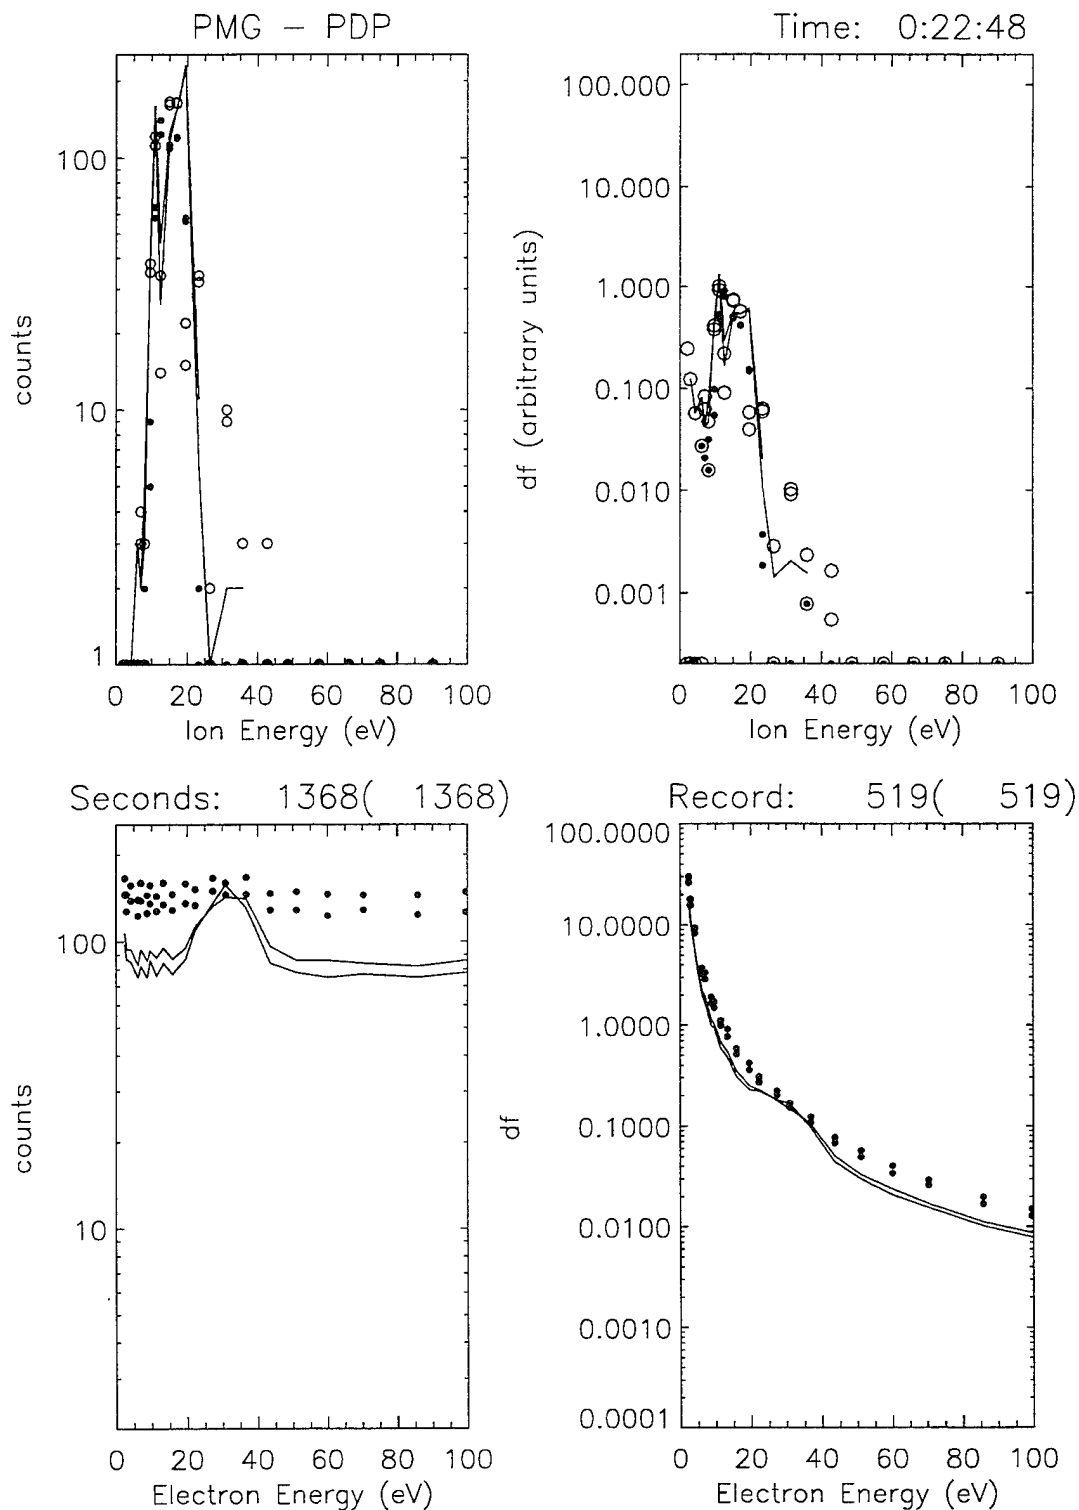 PMG – PDP
Time: 0:22:48
counts
100
10
1
0 20 40 60 80 100
Ion Energy (eV)
df (arbitrary units)
100.000
10.000
1.000
0.100
0.010
0.001
0 20 40 60 80 100
Ion Energy (eV)
Seconds: 1368( 1368)
Record: 519( 519)
counts
100
10
0 20 40 60 80 100
Electron Energy (eV)
df
100.0000
10.0000
1.0000
0.1000
0.0100
0.0010
0.0001
0 20 40 60 80 100
Electron Energy (eV)